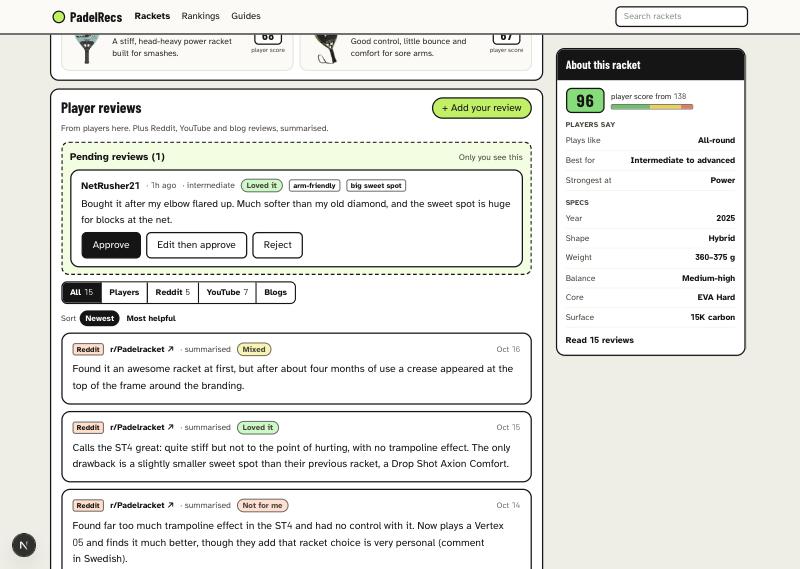 PadelRecs
Rackets
Rankings
Guides
Search rackets
A stiff, head-heavy power racket
built for smashes.
68
player score
Good control, little bounce and
comfort for sore arms.
67
player score
Player reviews
+ Add your review
From players here. Plus Reddit, YouTube and blog reviews, summarised.
Pending reviews (1)
Only you see this
NetRusher21 · 1h ago · intermediate Loved it arm-friendly big sweet spot
Bought it after my elbow flared up. Much softer than my old diamond, and the sweet spot is huge
for blocks at the net.
Approve
Edit then approve
Reject
All 15
Players
Reddit 5
YouTube 7
Blogs
Sort Newest Most helpful
Reddit r/Padelracket ↗ · summarised Mixed Oct 16
Found it an awesome racket at first, but after about four months of use a crease appeared at the
top of the frame around the branding.
Reddit r/Padelracket ↗ · summarised Loved it Oct 15
Calls the ST4 great: quite stiff but not to the point of hurting, with no trampoline effect. The only
drawback is a slightly smaller sweet spot than their previous racket, a Drop Shot Axion Comfort.
Reddit r/Padelracket ↗ · summarised Not for me Oct 14
Found far too much trampoline effect in the ST4 and had no control with it. Now plays a Vertex
05 and finds it much better, though they add that racket choice is very personal (comment
in Swedish).
About this racket
96 player score from 138
PLAYERS SAY
Plays like All-round
Best for Intermediate to advanced
Strongest at Power
SPECS
Year 2025
Shape Hybrid
Weight 360–375 g
Balance Medium-high
Core EVA Hard
Surface 15K carbon
Read 15 reviews
N